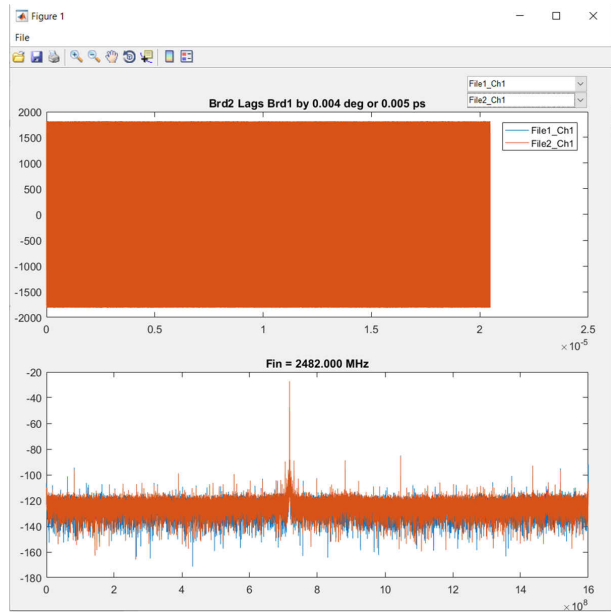 Figure 1
File
File1_Ch1
File2_Ch1
Brd2 Lags Brd1 by 0.004 deg or 0.005 ps
2000
1500
1000
500
0
-500
-1000
-1500
-2000
0 0.5 1 1.5 2 2.5
×10-5
File1_Ch1
File2_Ch1
Fin = 2482.000 MHz
-20
-40
-60
-80
-100
-120
-140
-160
-180
0 2 4 6 8 10 12 14 16
×108